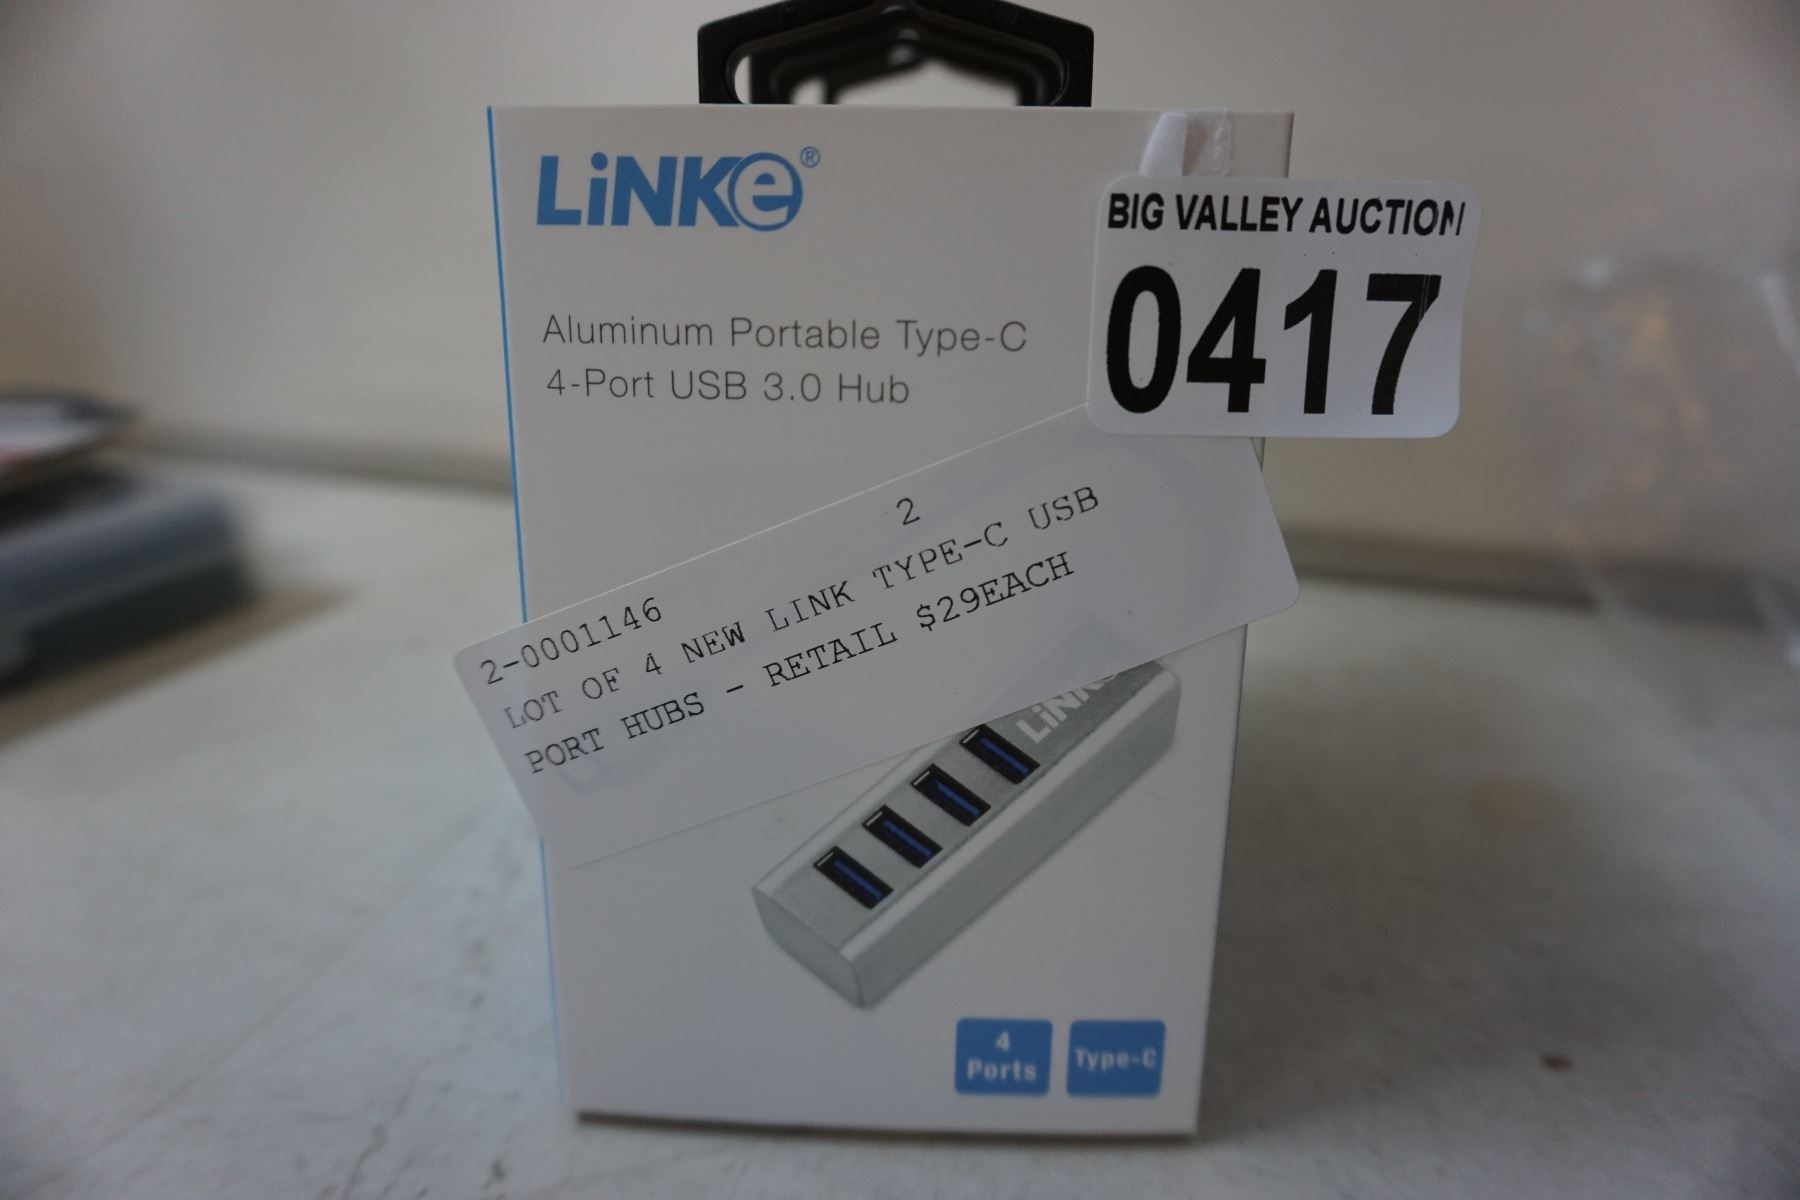 LiNKe®
Aluminum Portable Type-C
4-Port USB 3.0 Hub
BIG VALLEY AUCTION
0417
2
2-0001146
LOT OF 4 NEW LINK TYPE-C USB
PORT HUBS - RETAIL $29EACH
LiNK
4
Ports
Type-C